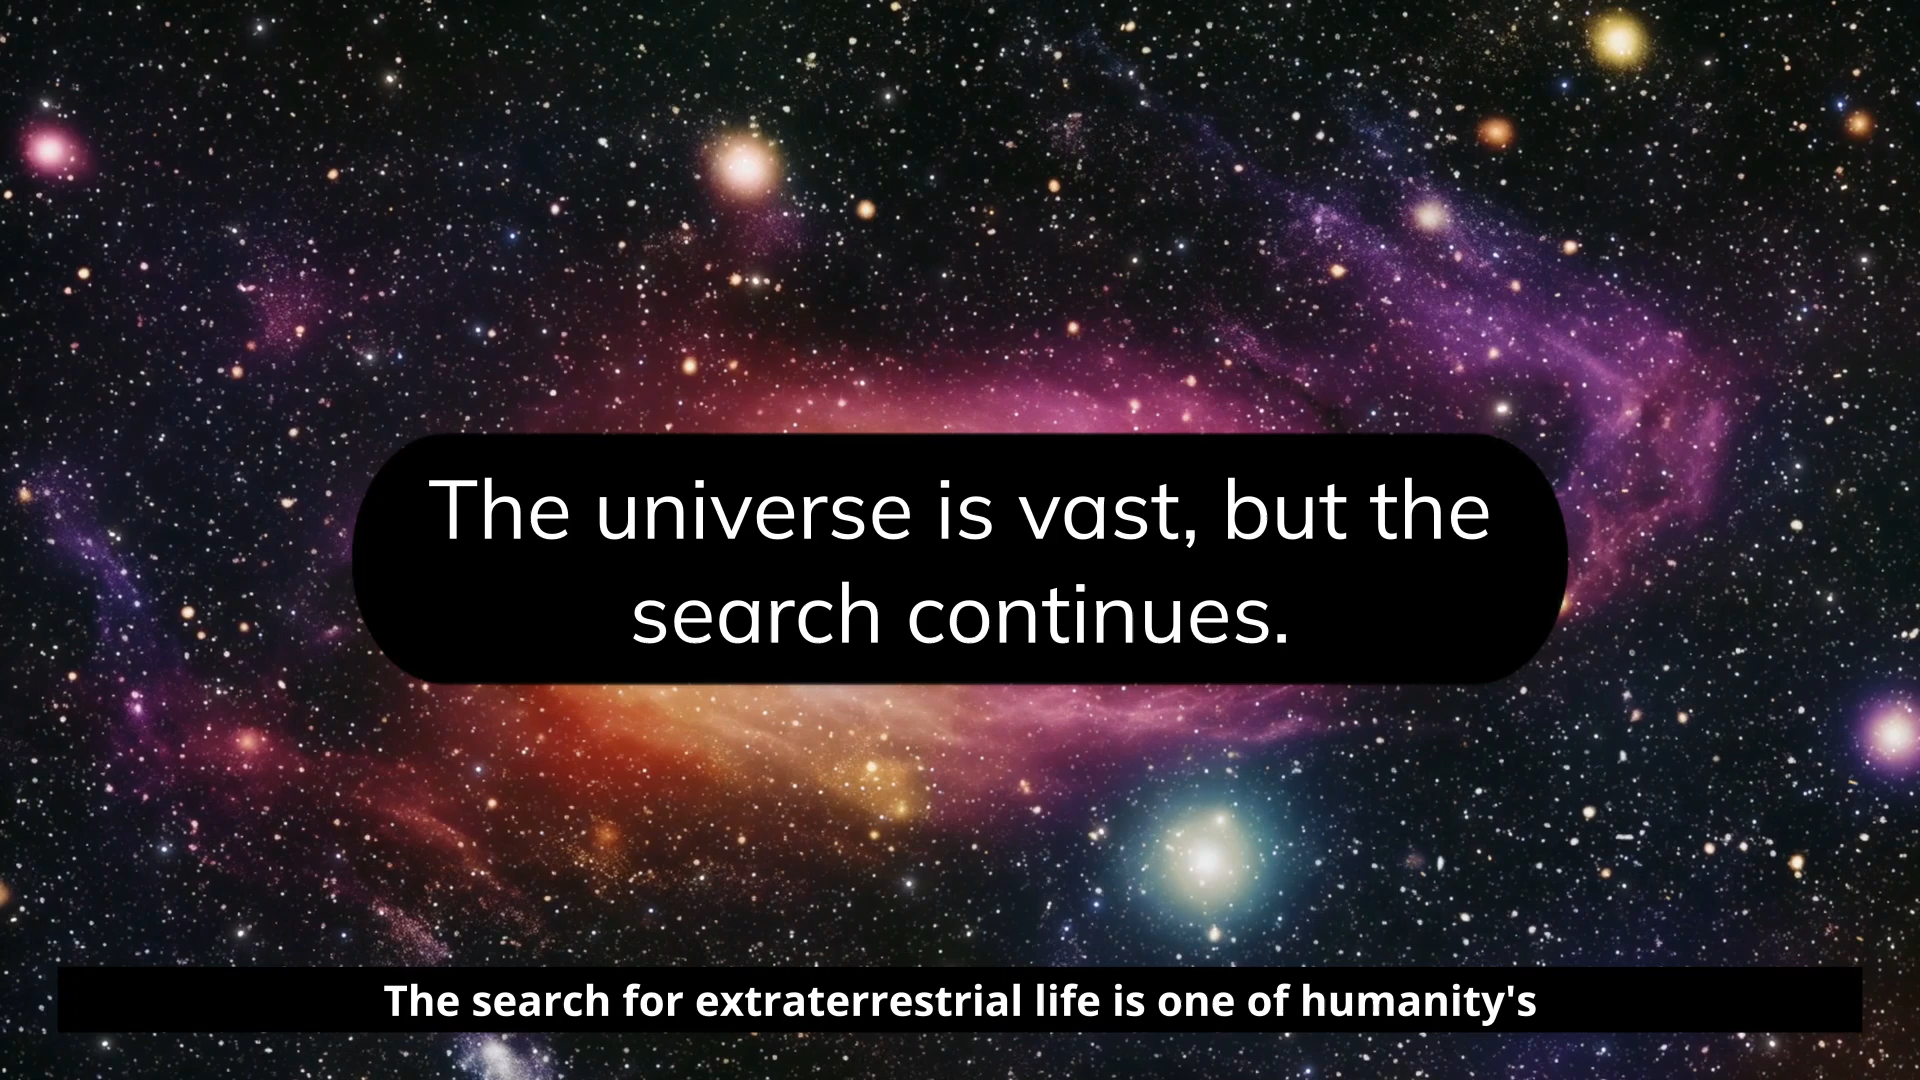 The universe is vast, but the
search continues.
The search for extraterrestrial life is one of humanity's